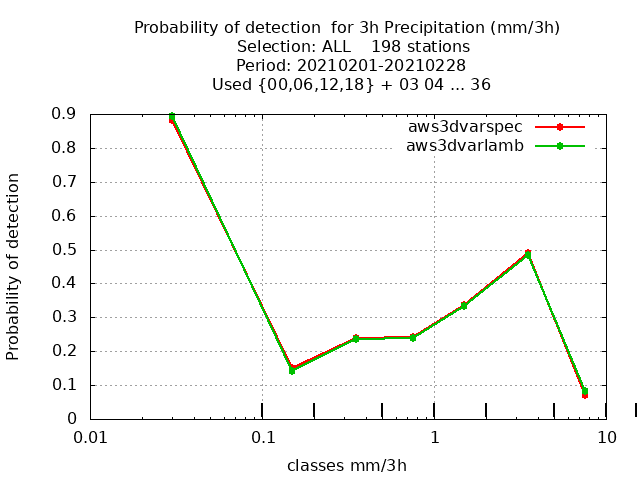 Probability of detection  for 3h Precipitation (mm/3h)
Selection: ALL    198 stations
Period: 20210201-20210228
Used {00,06,12,18} + 03 04 ... 36
aws3dvarspec
aws3dvarlamb
0.9
0.8
0.7
0.6
0.5
0.4
0.3
0.2
0.1
0
Probability of detection
0.01 0.1 1 10
classes mm/3h